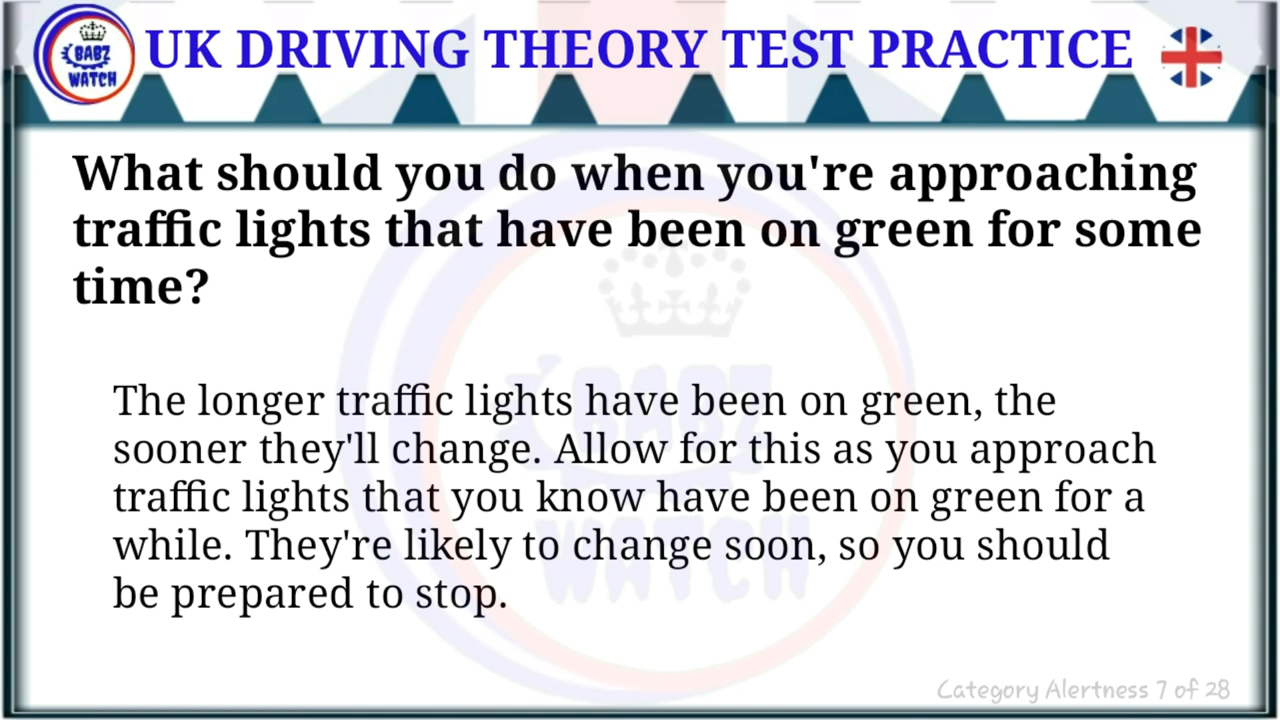 BABZ
WATCH
UK DRIVING THEORY TEST PRACTICE
What should you do when you're approaching
traffic lights that have been on green for some
time?
The longer traffic lights have been on green, the
sooner they'll change. Allow for this as you approach
traffic lights that you know have been on green for a
while. They're likely to change soon, so you should
be prepared to stop.
BABZ
WATCH
Category Alertness 7 of 28